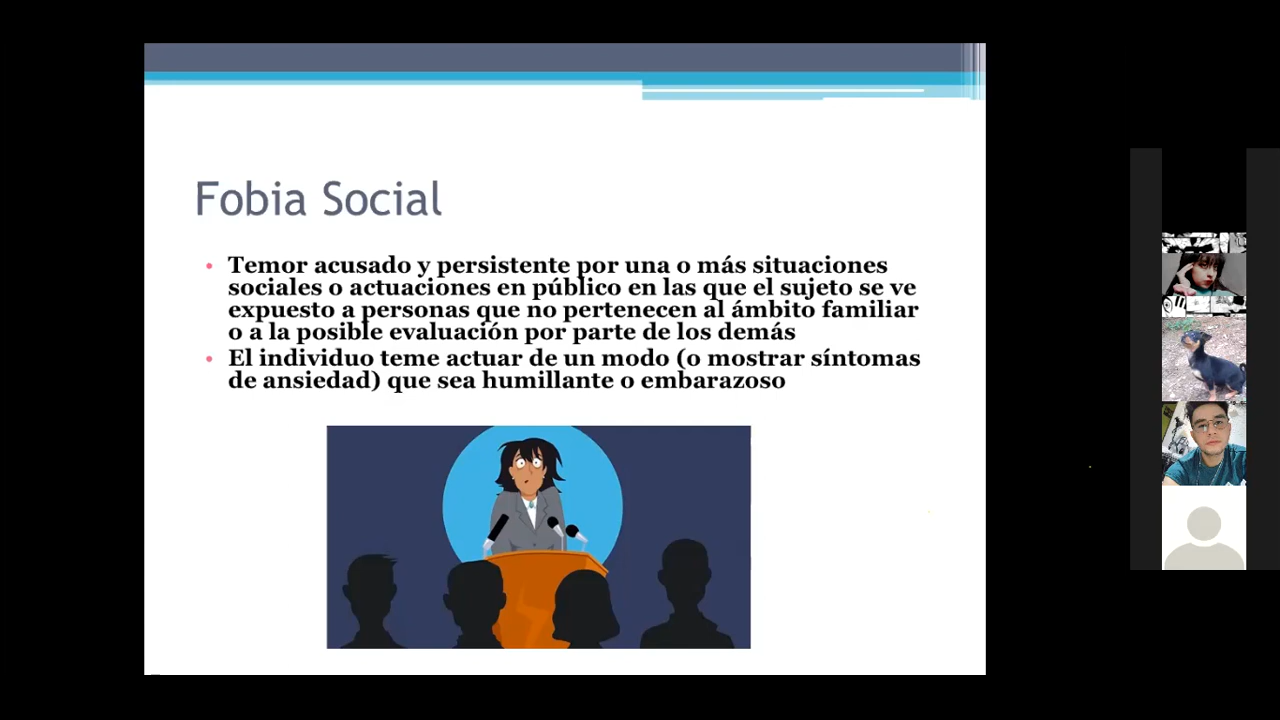 Fobia Social
• Temor acusado y persistente por una o más situaciones
sociales o actuaciones en público en las que el sujeto se ve
expuesto a personas que no pertenecen al ámbito familiar
o a la posible evaluación por parte de los demás
• El individuo teme actuar de un modo (o mostrar síntomas
de ansiedad) que sea humillante o embarazoso